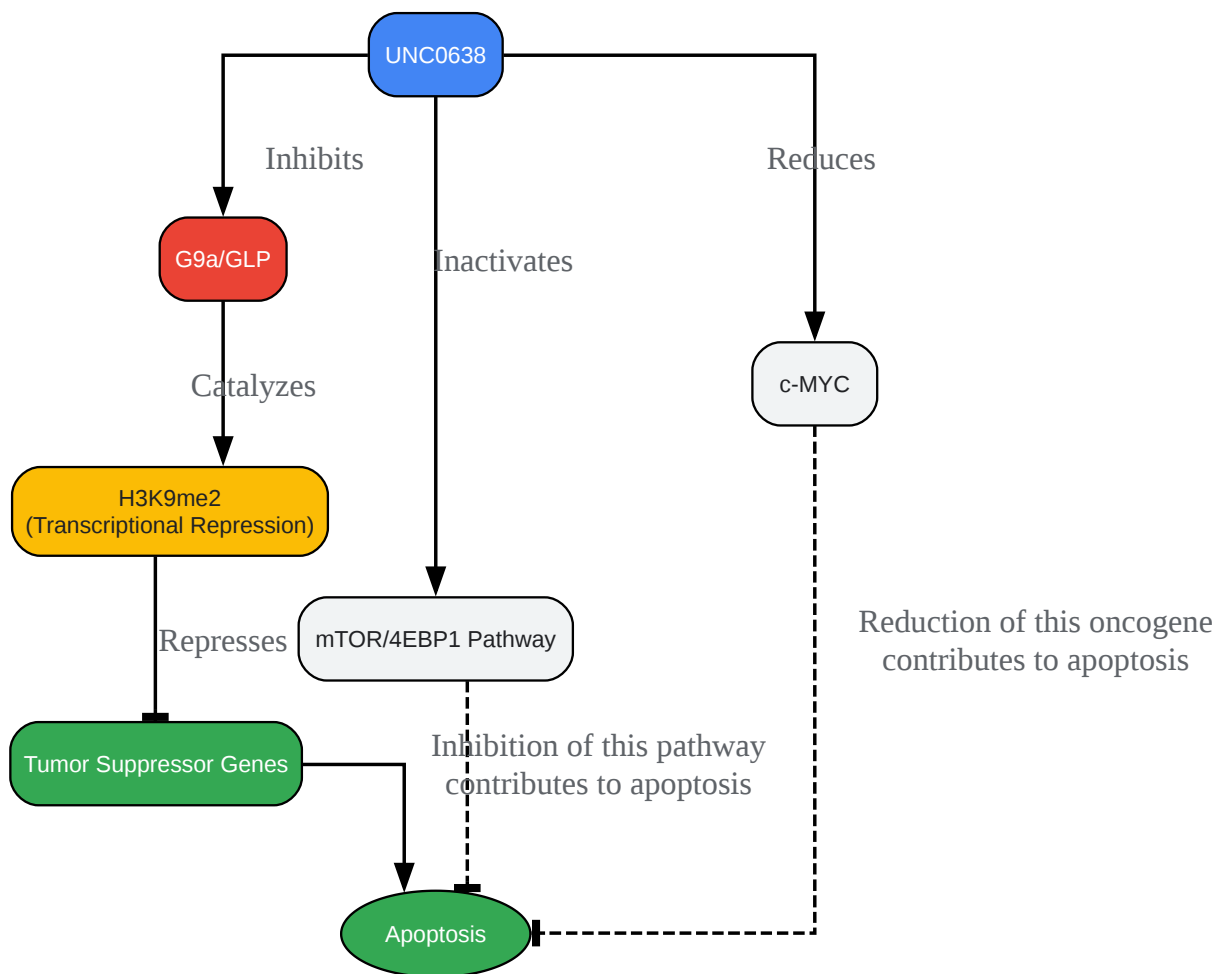 UNC0638
Inhibits
Reduces
G9a/GLP
Inactivates
Catalyzes
c-MYC
H3K9me2
(Transcriptional Repression)
Represses
mTOR/4EBP1 Pathway
Reduction of this oncogene
contributes to apoptosis
Tumor Suppressor Genes
Inhibition of this pathway
contributes to apoptosis
Apoptosis